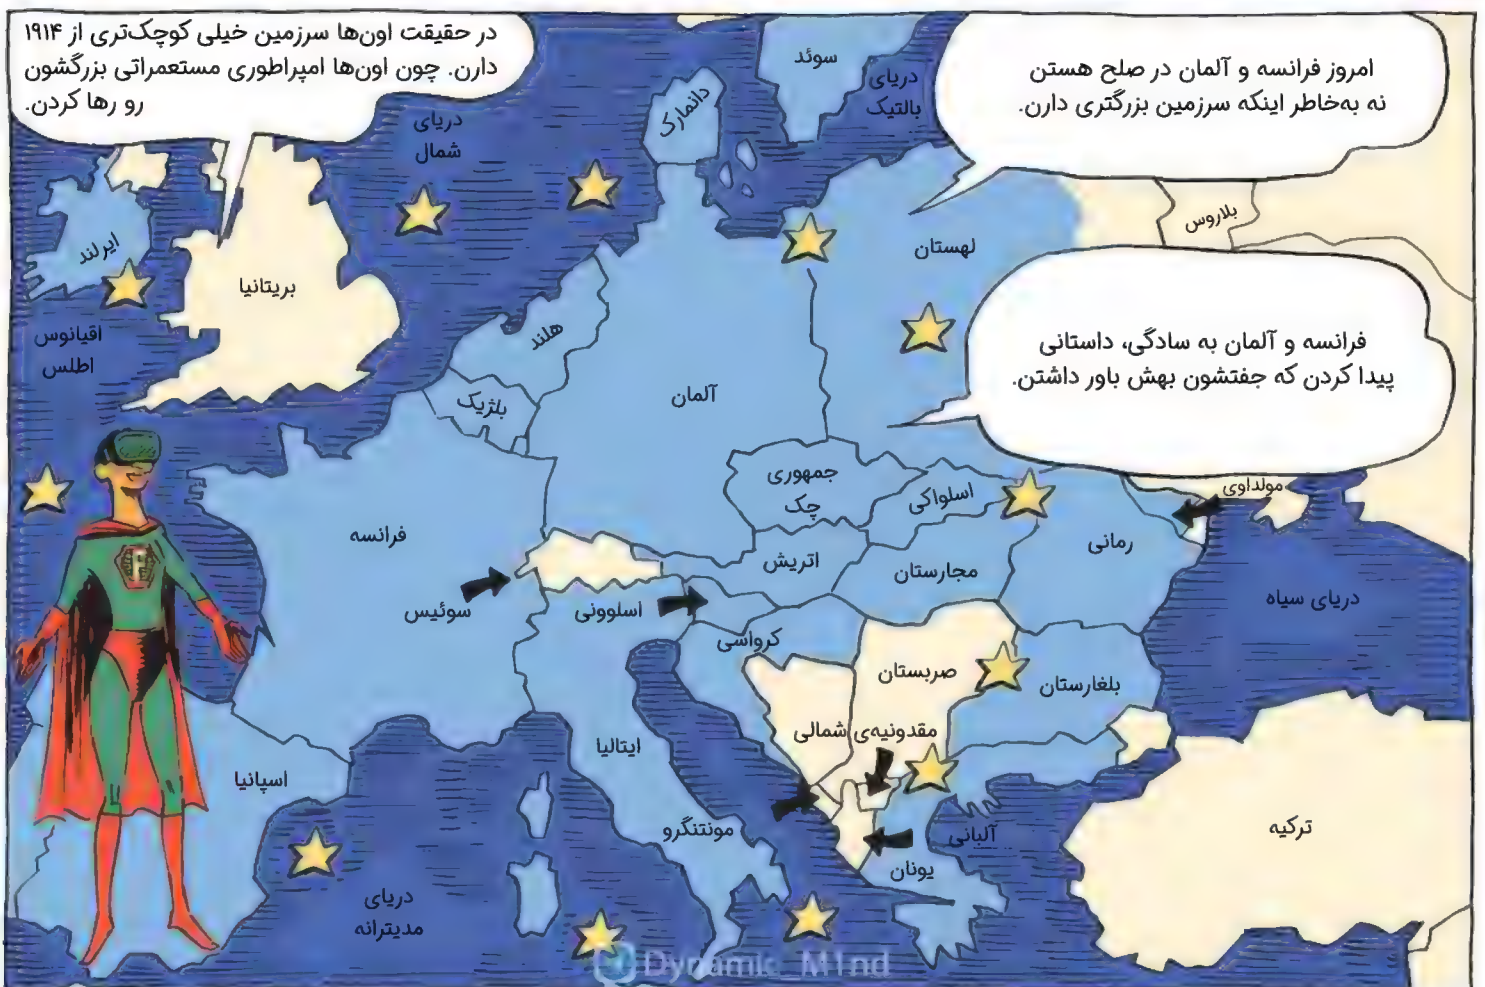 در حقیقت اون‌ها سرزمین خیلی کوچک‌تری از ۱۹۱۴
دارن. چون اون‌ها امپراطوری مستعمراتی بزرگشون
رو رها کردن.
امروز فرانسه و آلمان در صلح هستن
نه به‌خاطر اینکه سرزمین بزرگتری دارن.
فرانسه و آلمان به سادگی، داستانی
پیدا کردن که جفتشون بهش باور داشتن.
سوئد
دریای
بالتیک
دانمارک
دریای
شمال
بلاروس
ایرلند
لهستان
بریتانیا
اقیانوس
اطلس
هلند
آلمان
بلژیک
جمهوری
چک
اسلواکی
مولداوی
فرانسه
رمانی
اتریش
مجارستان
دریای سیاه
سوئیس
اسلوونی
کرواسی
صربستان
بلغارستان
مقدونیه‌ی شمالی
ایتالیا
اسپانیا
مونتنگرو
آلبانی
ترکیه
یونان
دریای
مدیترانه
Dynamic_M1nd